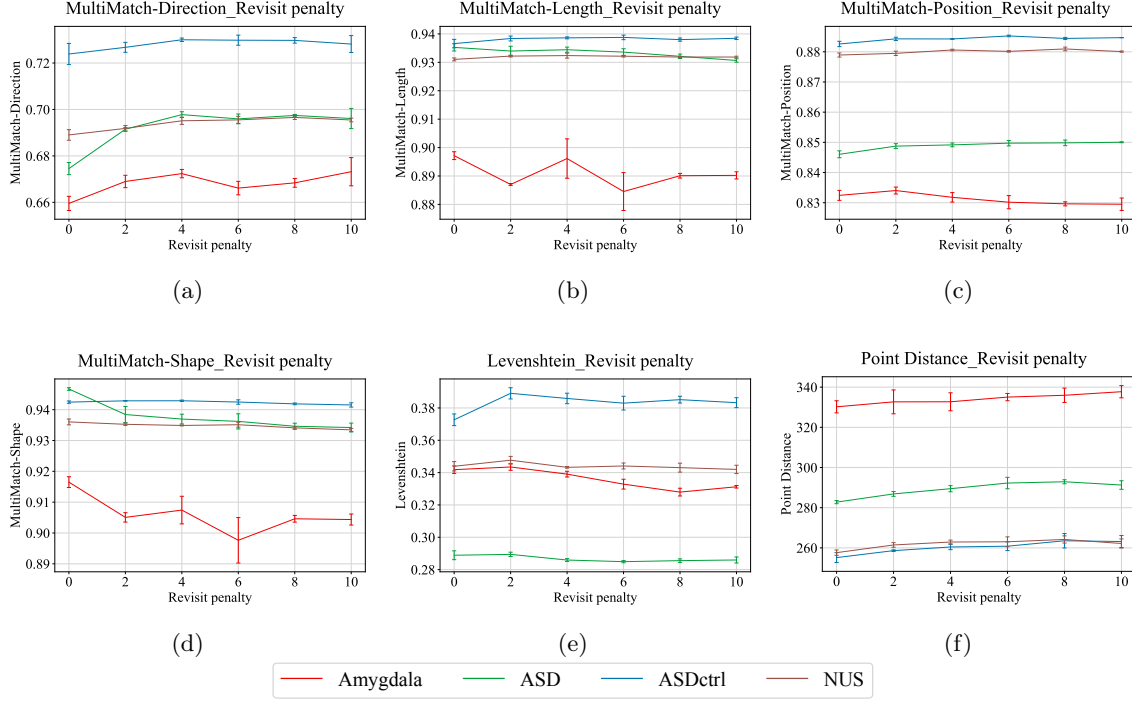 MultiMatch-Direction_Revisit penalty
MultiMatch-Direction
0.72
0.70
0.68
0.66
0 2 4 6 8 10
Revisit penalty
(a)
MultiMatch-Length_Revisit penalty
MultiMatch-Length
0.94
0.93
0.92
0.91
0.90
0.89
0.88
0 2 4 6 8 10
Revisit penalty
(b)
MultiMatch-Position_Revisit penalty
MultiMatch-Position
0.88
0.87
0.86
0.85
0.84
0.83
0 2 4 6 8 10
Revisit penalty
(c)
MultiMatch-Shape_Revisit penalty
MultiMatch-Shape
0.94
0.93
0.92
0.91
0.90
0.89
0 2 4 6 8 10
Revisit penalty
(d)
Levenshtein_Revisit penalty
Levenshtein
0.38
0.36
0.34
0.32
0.30
0.28
0 2 4 6 8 10
Revisit penalty
(e)
Point Distance_Revisit penalty
Point Distance
340
320
300
280
260
0 2 4 6 8 10
Revisit penalty
(f)
Amygdala ASD ASDctrl NUS